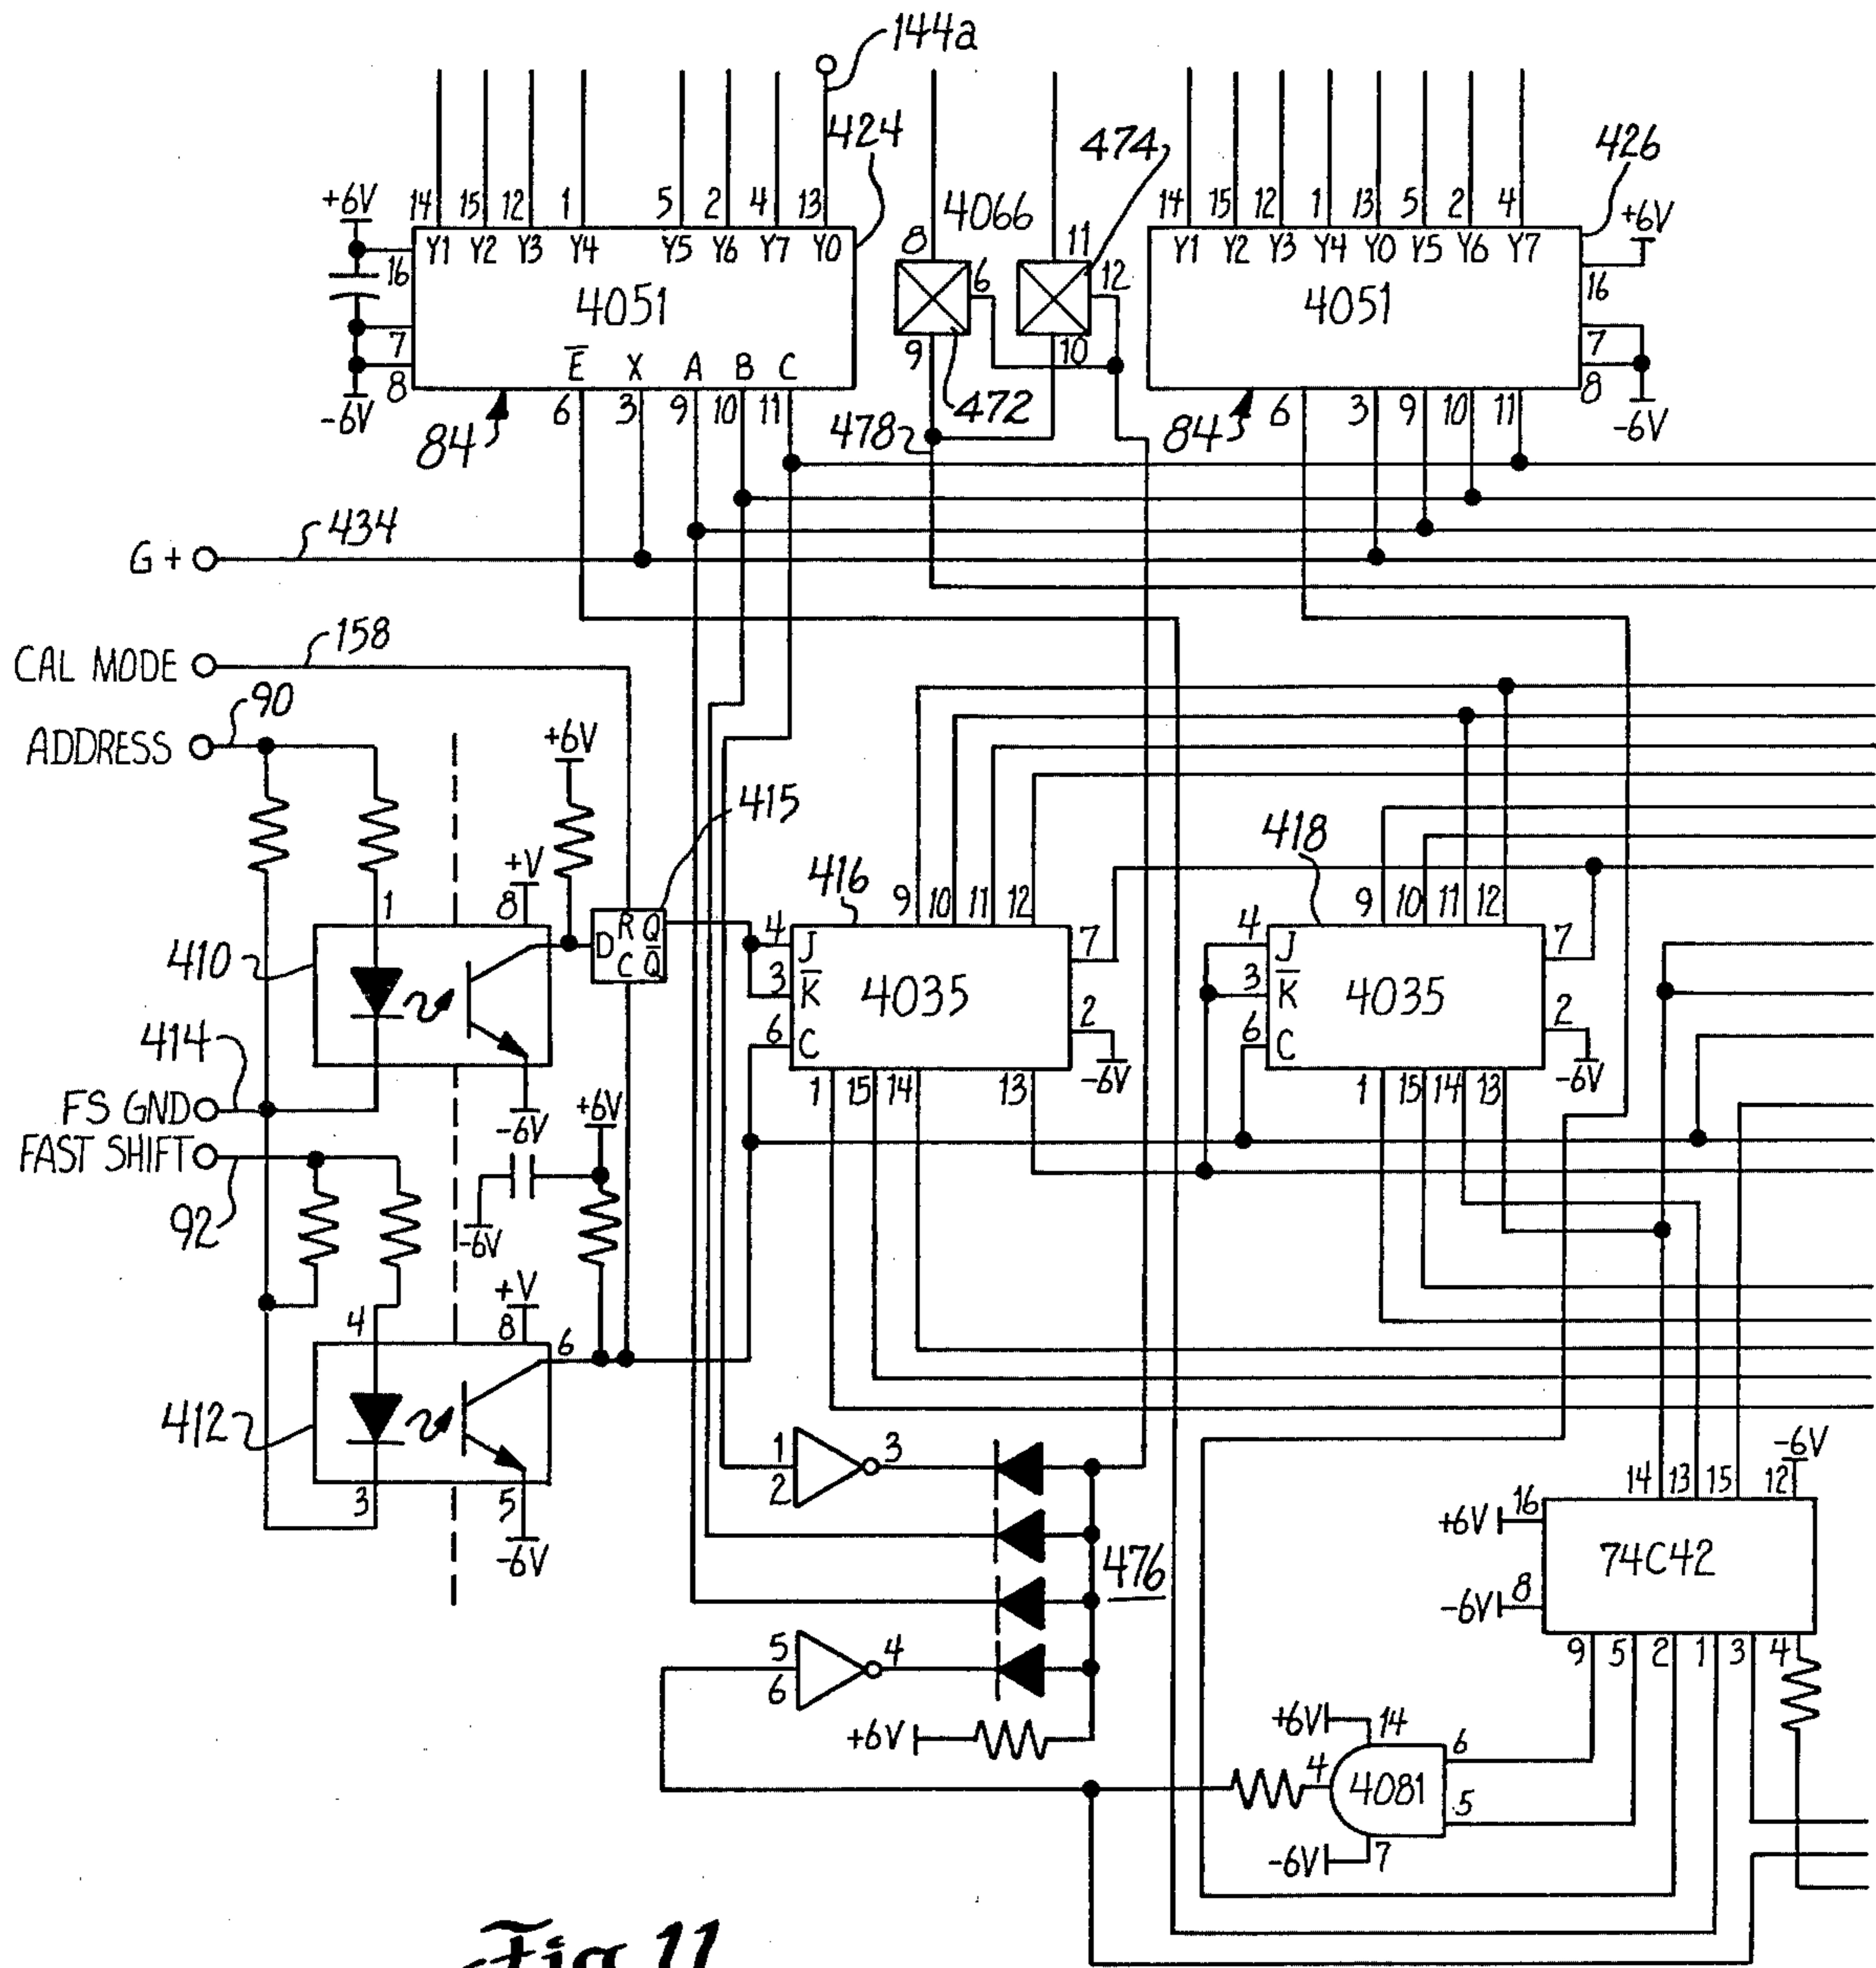 144a
424
474
426
+6V
14 15 12 1 5 2 4 13
4066
8
11
14 15 12 1 13 5 2 4
+6V
Y1 Y2 Y3 Y4 Y5 Y6 Y7 Y0
6
12
Y1 Y2 Y3 Y4 Y0 Y5 Y6 Y7
16
4051
4051
16
7
E̅ X A B C
9
10
7
8
8
-6V
84
6 3 9 10 11
472
478
84
6 3 9 10 11
-6V
434
G +
158
CAL MODE
90
ADDRESS
+6V
415
418
+V
416
1
8
9 10 11 12
9 10 11 12
410
D R Q
C Q̅
4 J
7
4 J
7
3 K̅
4035
3 K̅
4035
6 C
2
6 C
2
414
-6V
-6V
1 15 14 13
1 15 14 13
FS GND
-6V
+6V
FAST SHIFT
92
-6V
+V
4
8
6
412
1
2
3
-6V
14 13 15 12
3
5
-6V
+6V 16
74C42
476
-6V 8
5
6
4
9 5 2 1 3 4
+6V
+6V 14
6
4
4081
5
-6V 7
Fig 11